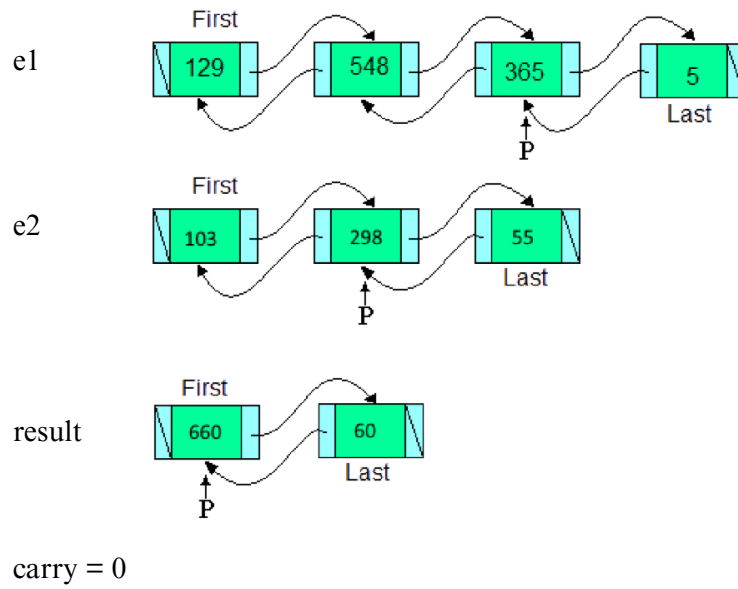 First
e1 129 548 365 5
Last
P
First
e2 103 298 55
Last
P
First
result 660 60
Last
P
carry = 0